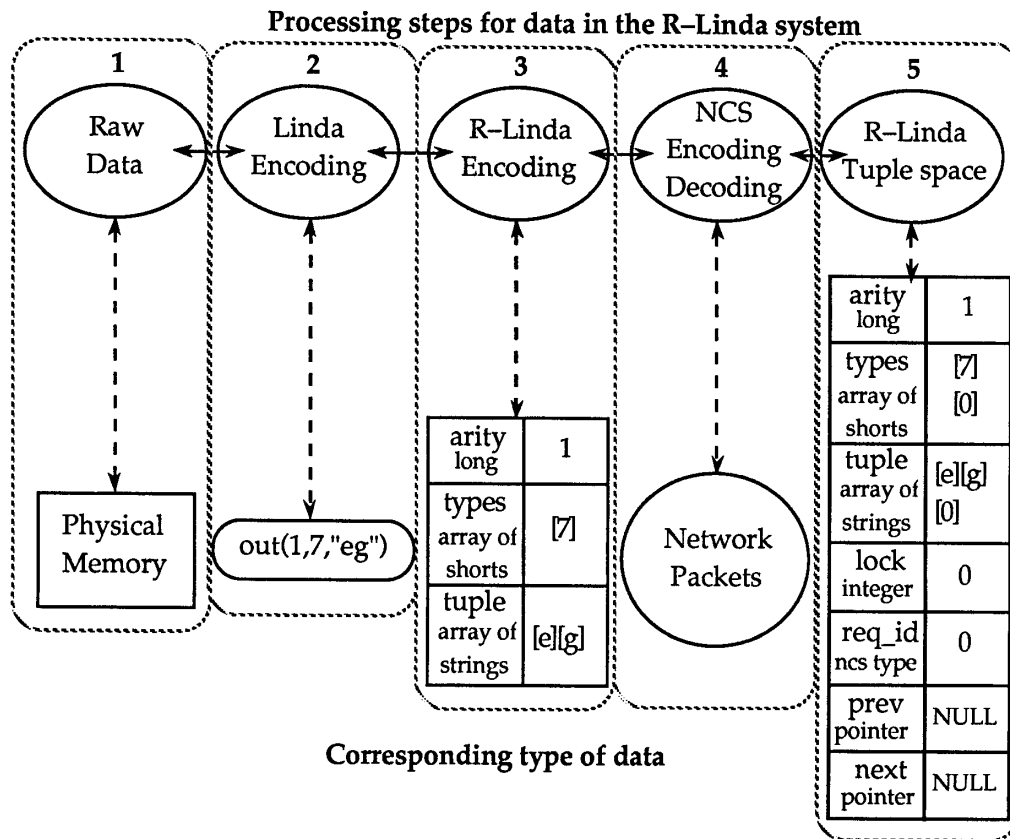 Processing steps for data in the R–Linda system
1
Raw
Data
Physical
Memory
2
Linda
Encoding
out(1,7,"eg")
3
R–Linda
Encoding
arity
long
1
types
array of
shorts
[7]
tuple
array of
strings
[e][g]
4
NCS
Encoding
Decoding
Network
Packets
5
R–Linda
Tuple space
arity
long
1
types
array of
shorts
[7]
[0]
tuple
array of
strings
[e][g]
[0]
lock
integer
0
req_id
ncs type
0
prev
pointer
NULL
next
pointer
NULL
Corresponding type of data